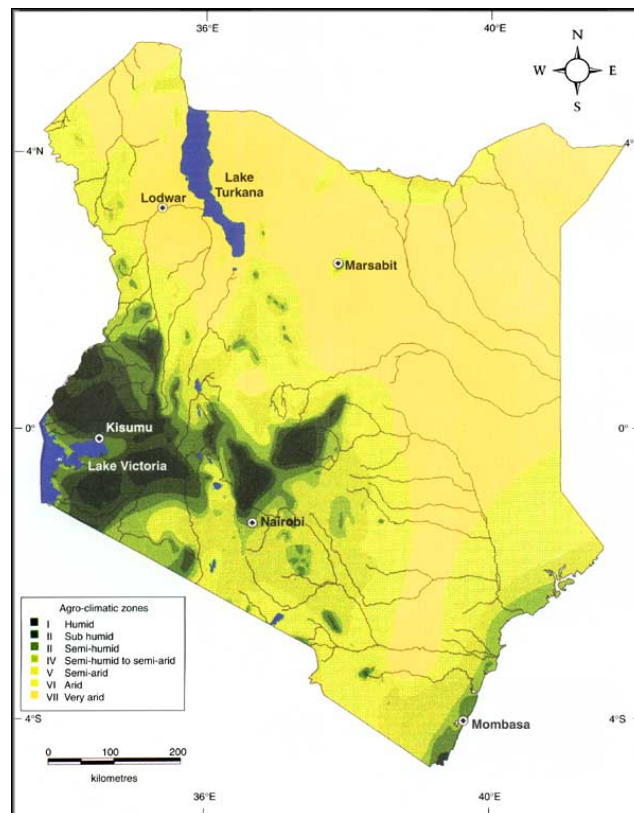 36°E
40°E
N
W
E
S
4°N
4°
Lake
Turkana
Lodwar
Marsabit
0°
Kisumu
0°
Lake Victoria
Nairobi
Agro-climatic zones
I Humid
II Sub humid
II Semi-humid
IV Semi-humid to semi-arid
V Semi-arid
VI Arid
VII Very arid
4°S
Mombasa
4°S
0 100 200
kilometres
36°E
40°E